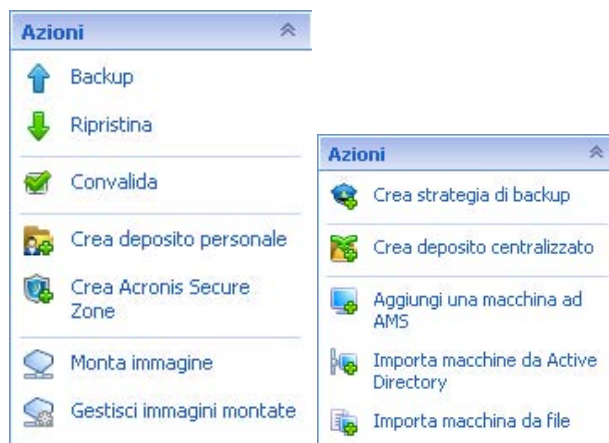 Azioni
Backup
Ripristina
Convalida
Crea deposito personale
Crea Acronis Secure
Zone
Monta immagine
Gestisci immagini montate
Azioni
Crea strategia di backup
Crea deposito centralizzato
Aggiungi una macchina ad
AMS
Importa macchine da Active
Directory
Importa macchina da file